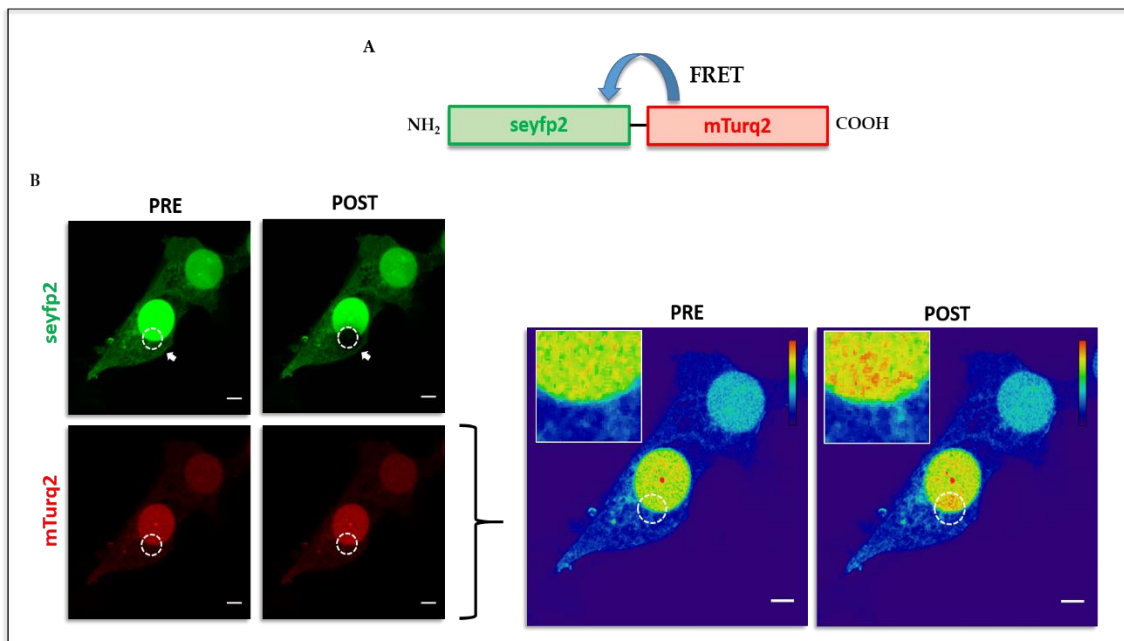 A
FRET
NH2 seyfp2 mTurq2 COOH
B
PRE POST
seyfp2
mTurq2
PRE POST